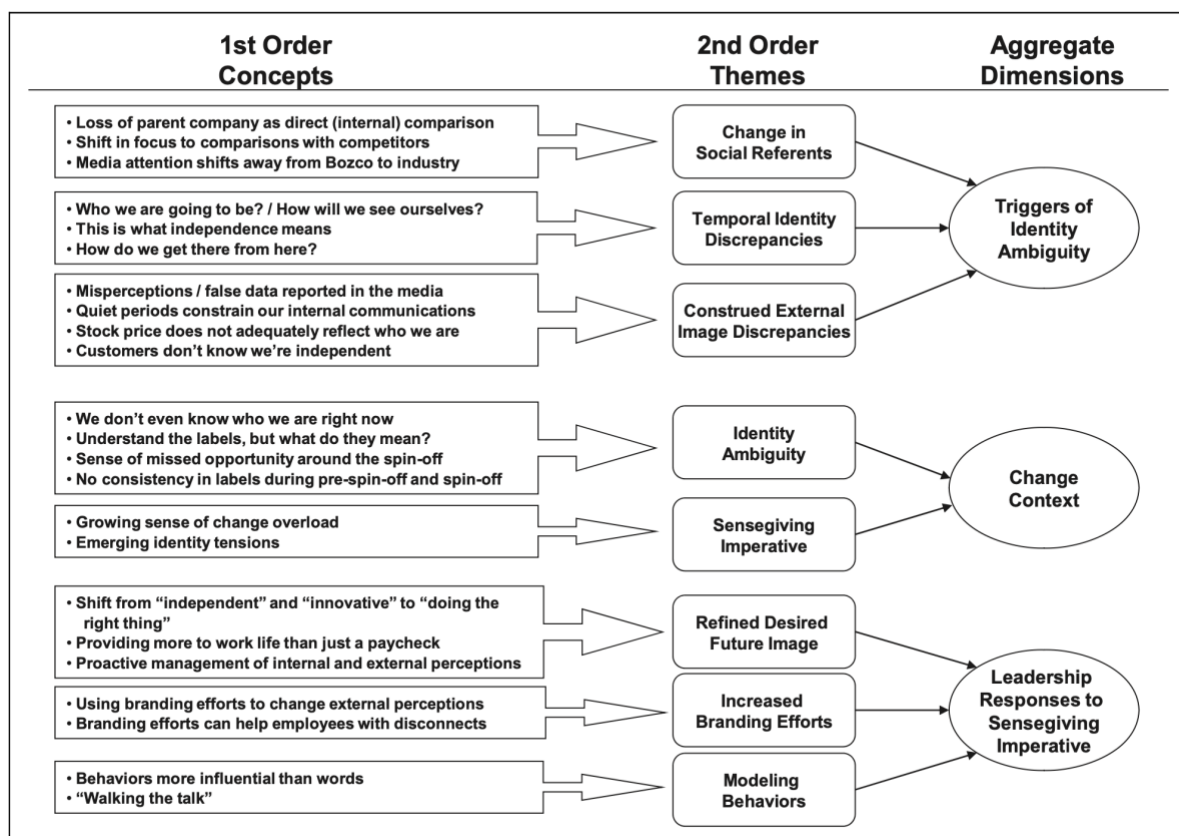 1st Order
Concepts
2nd Order
Themes
Aggregate
Dimensions
• Loss of parent company as direct (internal) comparison
• Shift in focus to comparisons with competitors
• Media attention shifts away from Bozco to industry
Change in
Social Referents
• Who we are going to be? / How will we see ourselves?
• This is what independence means
• How do we get there from here?
Temporal Identity
Discrepancies
Triggers of
Identity
Ambiguity
• Misperceptions / false data reported in the media
• Quiet periods constrain our internal communications
• Stock price does not adequately reflect who we are
• Customers don’t know we’re independent
Construed External
Image Discrepancies
• We don’t even know who we are right now
• Understand the labels, but what do they mean?
• Sense of missed opportunity around the spin-off
• No consistency in labels during pre-spin-off and spin-off
Identity
Ambiguity
Change
Context
• Growing sense of change overload
• Emerging identity tensions
Sensegiving
Imperative
• Shift from “independent” and “innovative” to “doing the
right thing”
• Providing more to work life than just a paycheck
• Proactive management of internal and external perceptions
Refined Desired
Future Image
• Using branding efforts to change external perceptions
• Branding efforts can help employees with disconnects
Increased
Branding Efforts
Leadership
Responses to
Sensegiving
Imperative
• Behaviors more influential than words
• “Walking the talk”
Modeling
Behaviors